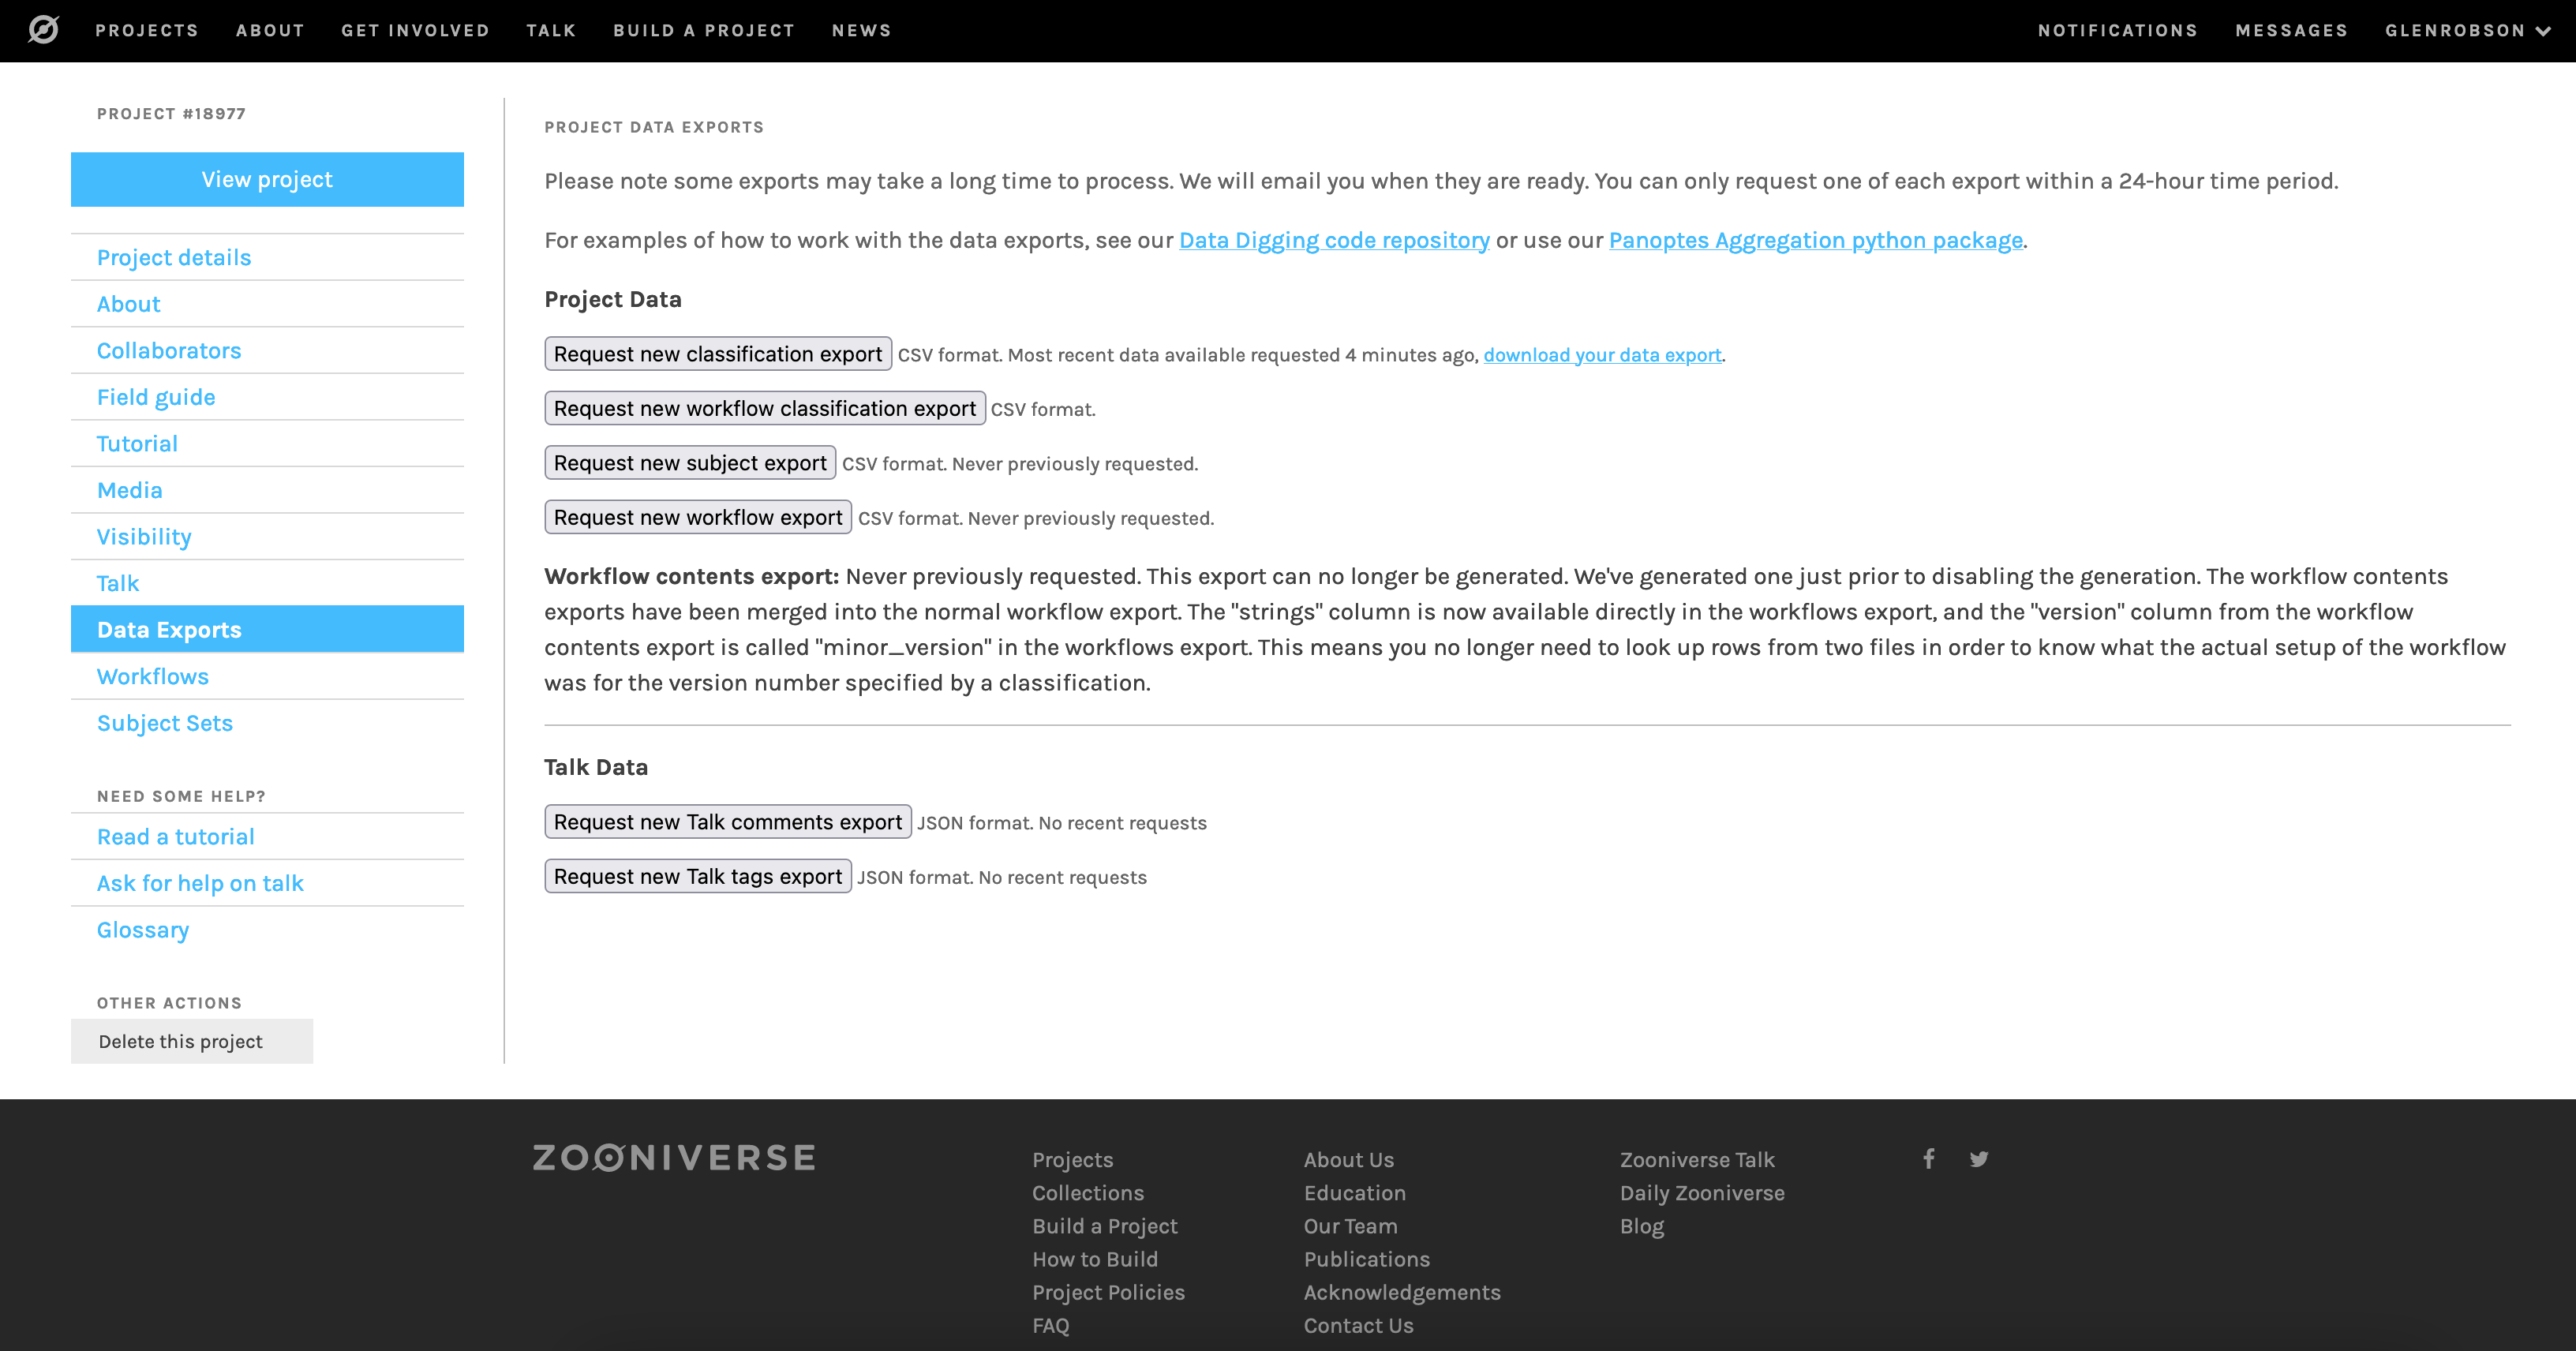 PROJECTS ABOUT GET INVOLVED TALK BUILD A PROJECT NEWS NOTIFICATIONS MESSAGES GLENROBSON
PROJECT #18977
View project
Project details
About
Collaborators
Field guide
Tutorial
Media
Visibility
Talk
Data Exports
Workflows
Subject Sets
NEED SOME HELP?
Read a tutorial
Ask for help on talk
Glossary
OTHER ACTIONS
Delete this project
PROJECT DATA EXPORTS
Please note some exports may take a long time to process. We will email you when they are ready. You can only request one of each export within a 24-hour time period.
For examples of how to work with the data exports, see our Data Digging code repository or use our Panoptes Aggregation python package.
Project Data
Request new classification export CSV format. Most recent data available requested 4 minutes ago, download your data export.
Request new workflow classification export CSV format.
Request new subject export CSV format. Never previously requested.
Request new workflow export CSV format. Never previously requested.
Workflow contents export: Never previously requested. This export can no longer be generated. We've generated one just prior to disabling the generation. The workflow contents
exports have been merged into the normal workflow export. The "strings" column is now available directly in the workflows export, and the "version" column from the workflow
contents export is called "minor_version" in the workflows export. This means you no longer need to look up rows from two files in order to know what the actual setup of the workflow
was for the version number specified by a classification.
Talk Data
Request new Talk comments export JSON format. No recent requests
Request new Talk tags export JSON format. No recent requests
ZOONIVERSE
Projects
Collections
Build a Project
How to Build
Project Policies
FAQ
About Us
Education
Our Team
Publications
Acknowledgements
Contact Us
Zooniverse Talk
Daily Zooniverse
Blog